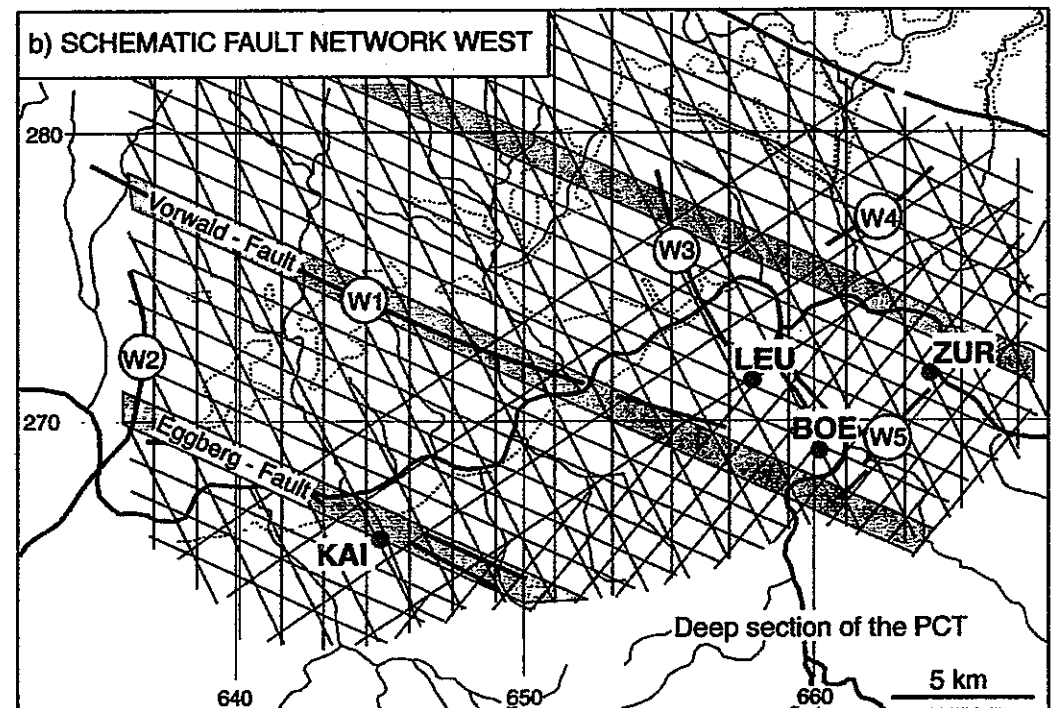 b) SCHEMATIC FAULT NETWORK WEST
280
Vorwald - Fault
W4
W3
W1
W2
LEU
ZUR
270
BOE
W5
Eggberg - Fault
KAI
Deep section of the PCT
640
650
660
5 km